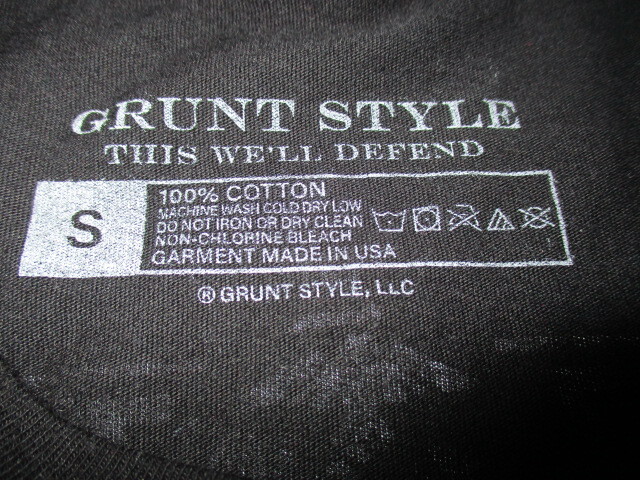 GRUNT STYLE
THIS WE'LL DEFEND
S
100% COTTON
MACHINE WASH COLD DRY LOW
DO NOT IRON OR DRY CLEAN
NON-CHLORINE BLEACH
GARMENT MADE IN USA
® GRUNT STYLE, LLC